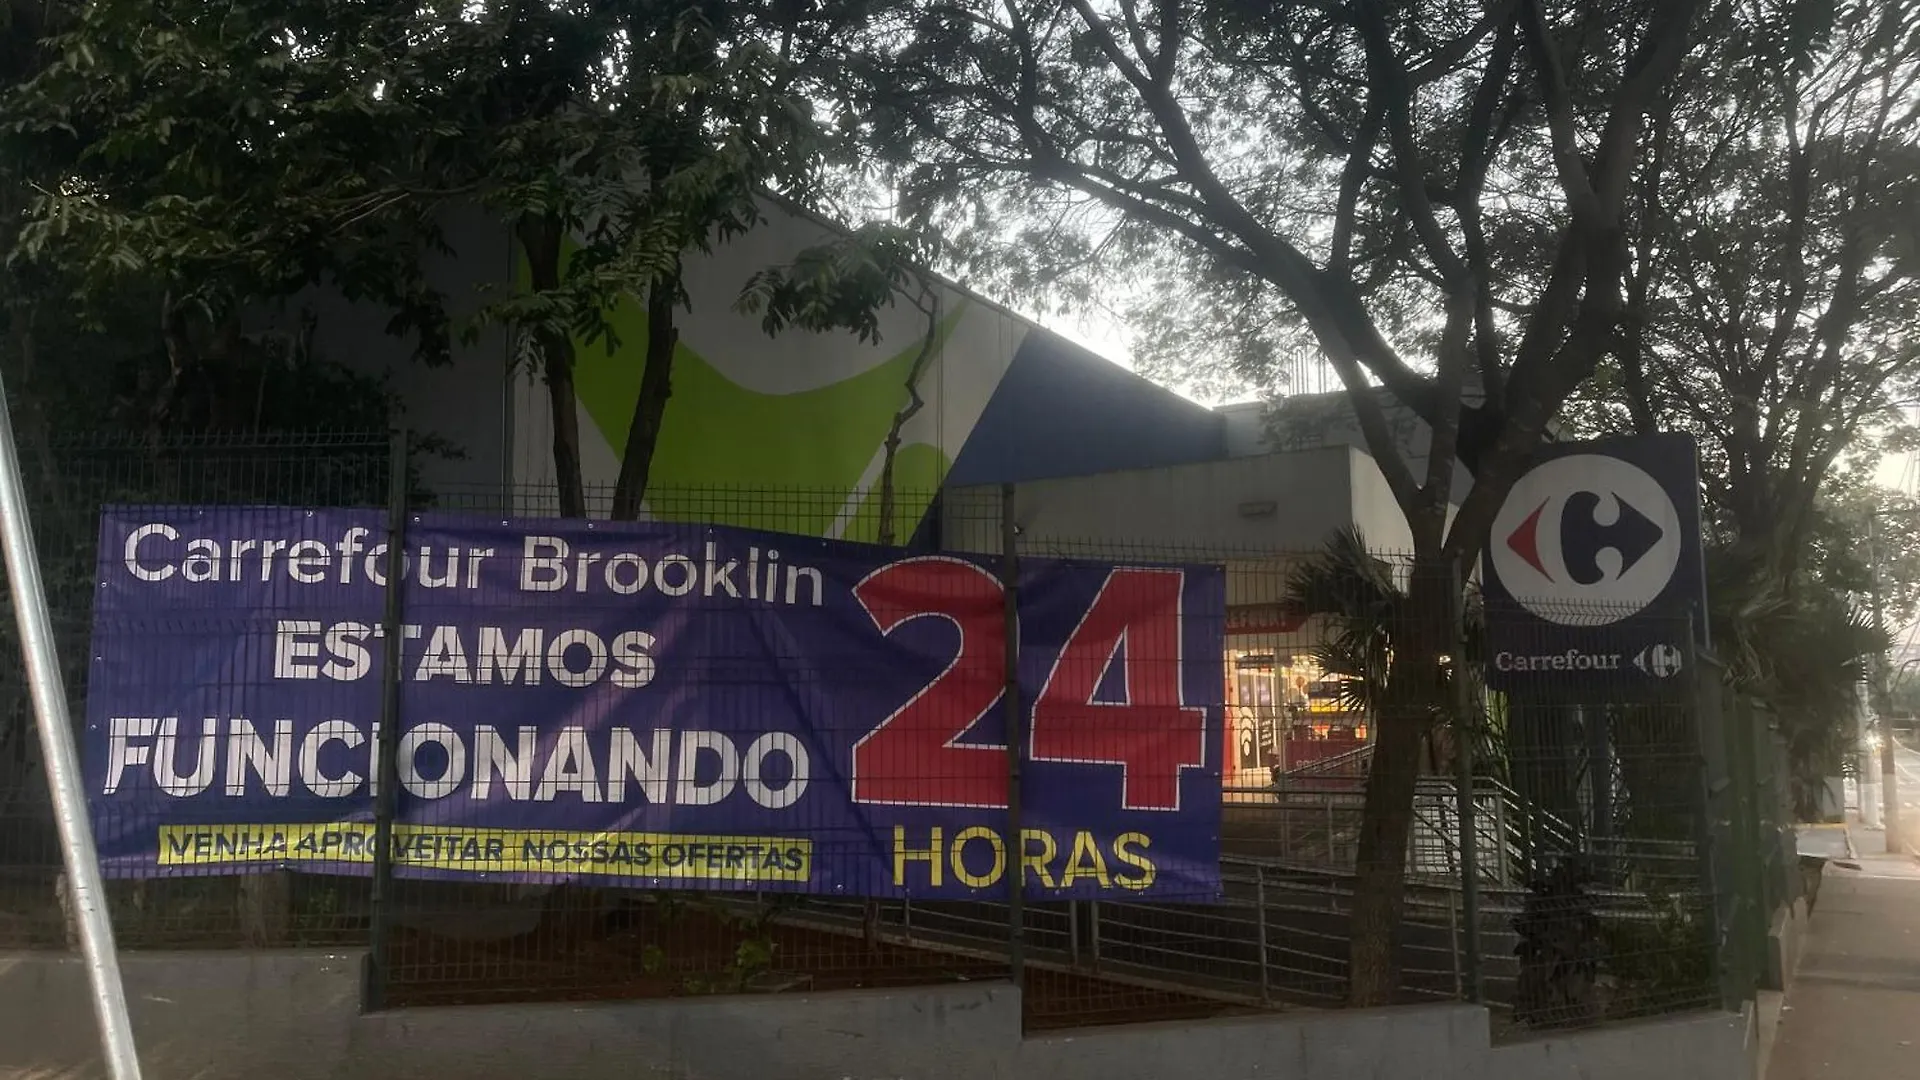 Carrefour Brooklin
ESTAMOS
FUNCIONANDO
VENHA APROVEITAR NOSSAS OFERTAS
24
HORAS
Carrefour